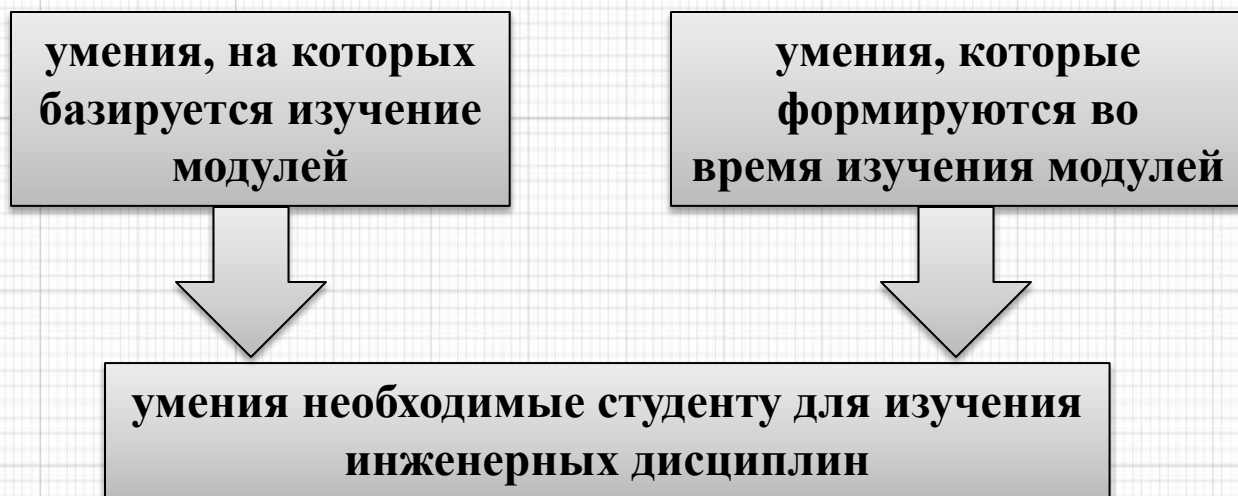 умения, на которых
базируется изучение
модулей
умения, которые
формируются во
время изучения модулей
умения необходимые студенту для изучения
инженерных дисциплин